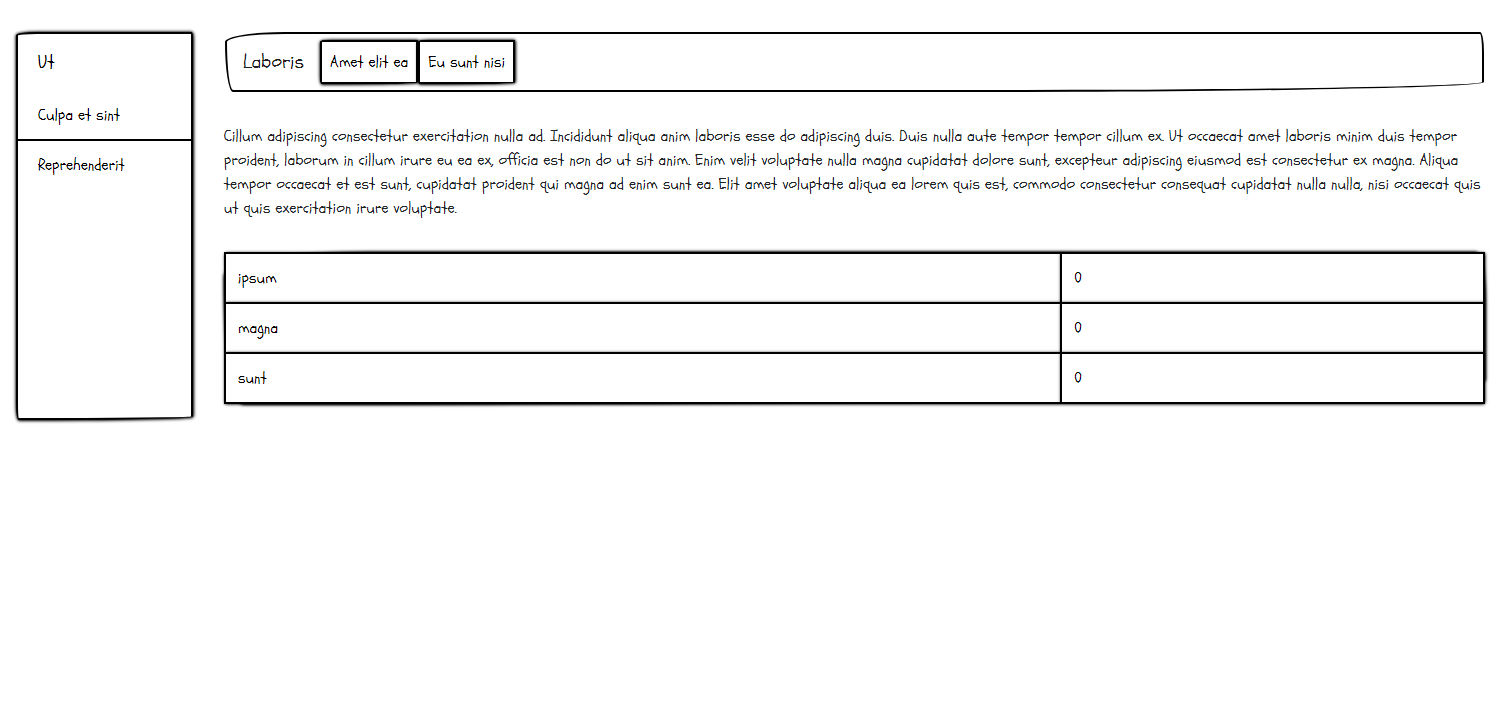 Ut
Culpa et sint
Reprehenderit
Laboris Amet elit ea Eu sunt nisi
Cillum adipiscing consectetur exercitation nulla ad. Incididunt aliqua anim laboris esse do adipiscing duis. Duis nulla aute tempor tempor cillum ex. Ut occaecat amet laboris minim duis tempor
proident, laborum in cillum irure eu ea ex, officia est non do ut sit anim. Enim velit voluptate nulla magna cupidatat dolore sunt, excepteur adipiscing eiusmod est consectetur ex magna. Aliqua
tempor occaecat et est sunt, cupidatat proident qui magna ad enim sunt ea. Elit amet voluptate aliqua ea lorem quis est, commodo consectetur consequat cupidatat nulla nulla, nisi occaecat quis
ut quis exercitation irure voluptate.
ipsum 0
magna 0
sunt 0